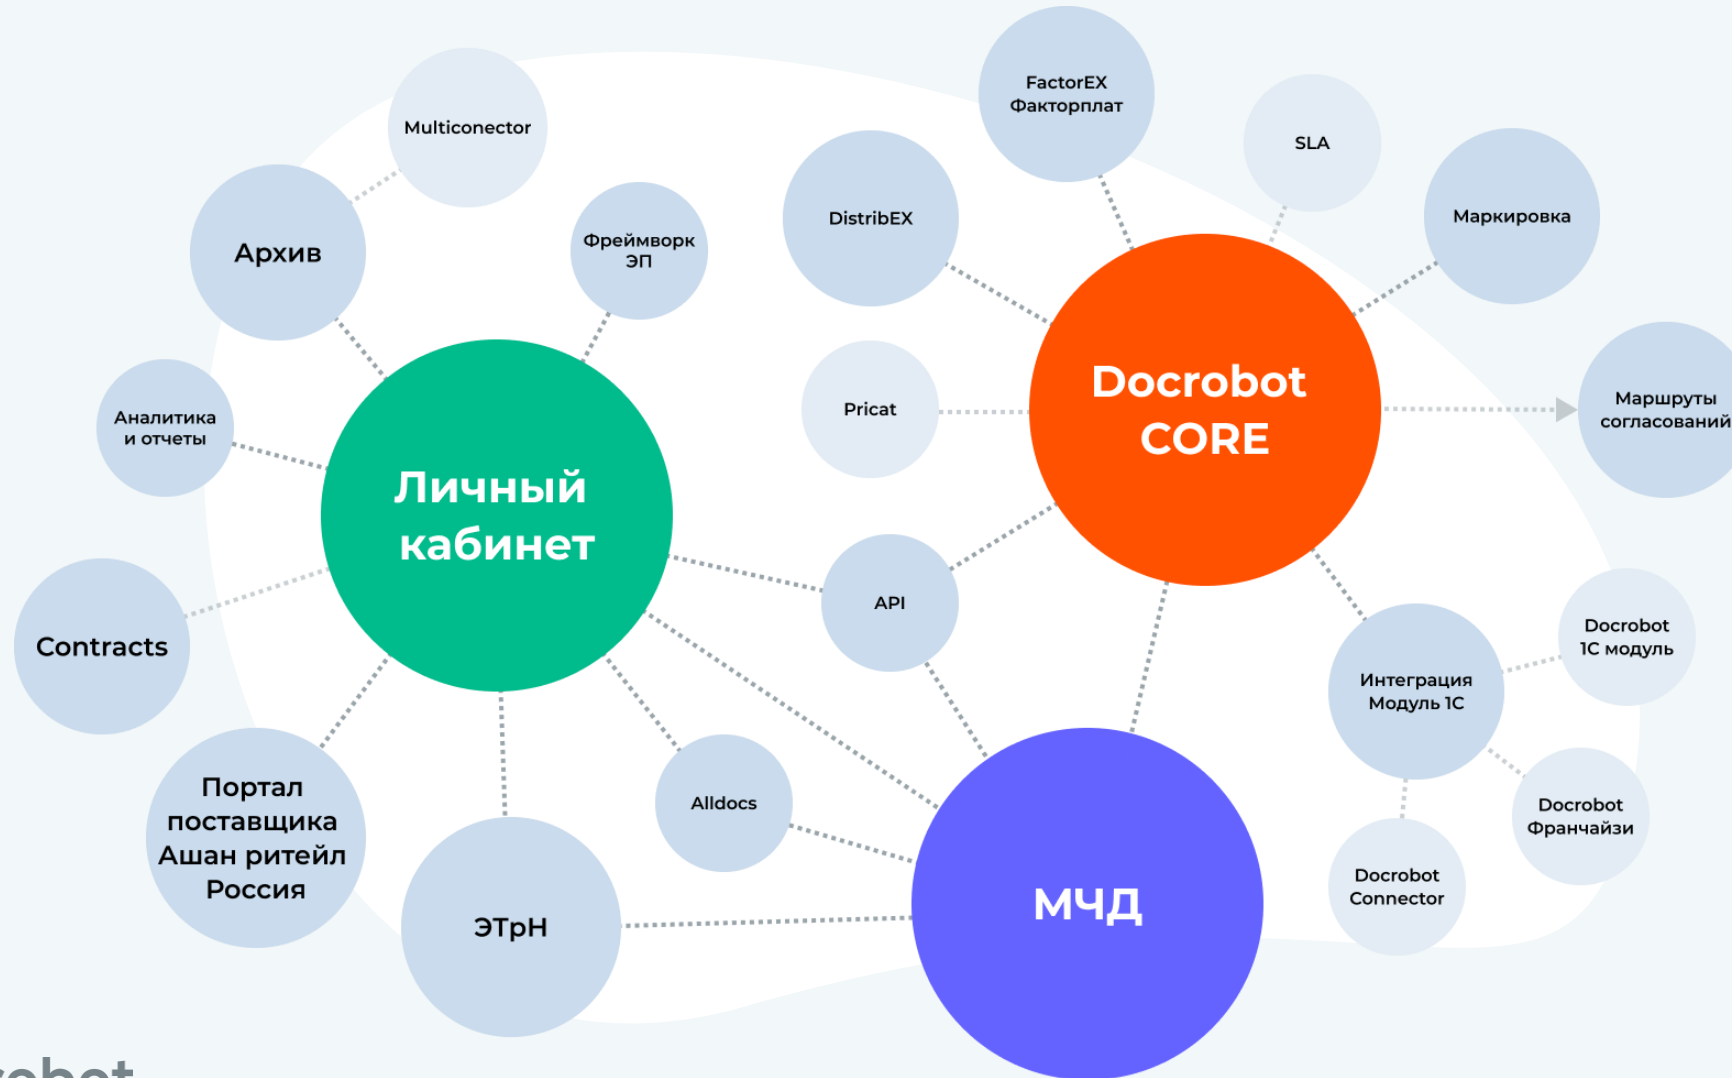 FactorEX
Факторплат
Multiconector
SLA
DistribEX
Маркировка
Архив
Фреймворк
ЭП
Docrobot
CORE
Pricat
Маршруты
согласований
Аналитика
и отчеты
Личный
кабинет
API
Contracts
Docrobot
1С модуль
Интеграция
Модуль 1С
Портал
поставщика
Ашан ритейл
Россия
Alldocs
Docrobot
Франчайзи
Docrobot
Connector
ЭТрН
МЧД